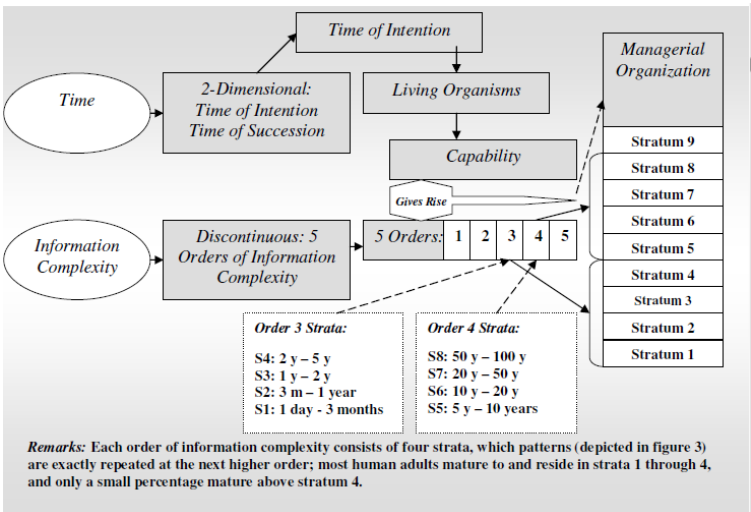 Time of Intention
Managerial
Organization
Time
2-Dimensional:
Time of Intention
Time of Succession
Living Organisms
Capability
Gives Rise
Stratum 9
Stratum 8
Stratum 7
Stratum 6
Stratum 5
Stratum 4
Stratum 3
Stratum 2
Stratum 1
Information
Complexity
Discontinuous: 5
Orders of Information
Complexity
5 Orders: 1 2 3 4 5
Order 3 Strata:
S4: 2 y – 5 y
S3: 1 y – 2 y
S2: 3 m – 1 year
S1: 1 day - 3 months
Order 4 Strata:
S8: 50 y – 100 y
S7: 20 y – 50 y
S6: 10 y – 20 y
S5: 5 y – 10 years
Remarks: Each order of information complexity consists of four strata, which patterns (depicted in figure 3)
are exactly repeated at the next higher order; most human adults mature to and reside in strata 1 through 4,
and only a small percentage mature above stratum 4.